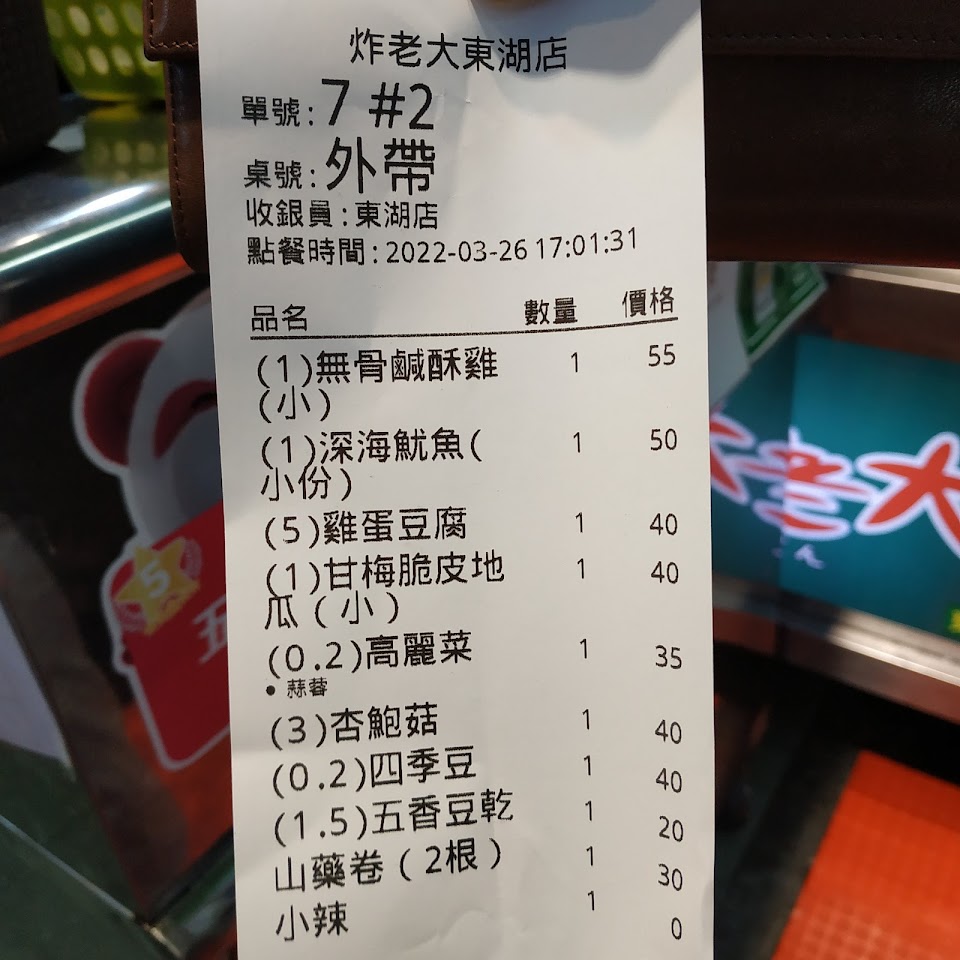 炸老大東湖店
單號:7 #2
桌號:外帶
收銀員:東湖店
點餐時間:2022-03-26 17:01:31
品名 數量 價格
(1)無骨鹹酥雞 1 55
(小)
(1)深海魷魚( 1 50
小份)
(5)雞蛋豆腐 1 40
(1)甘梅脆皮地 1 40
瓜(小)
(0.2)高麗菜 1 35
• 蒜蓉
(3)杏鮑菇 1 40
(0.2)四季豆 1 40
(1.5)五香豆乾 1 20
山藥卷(2根) 1 30
小辣 1 0
5
五
老大